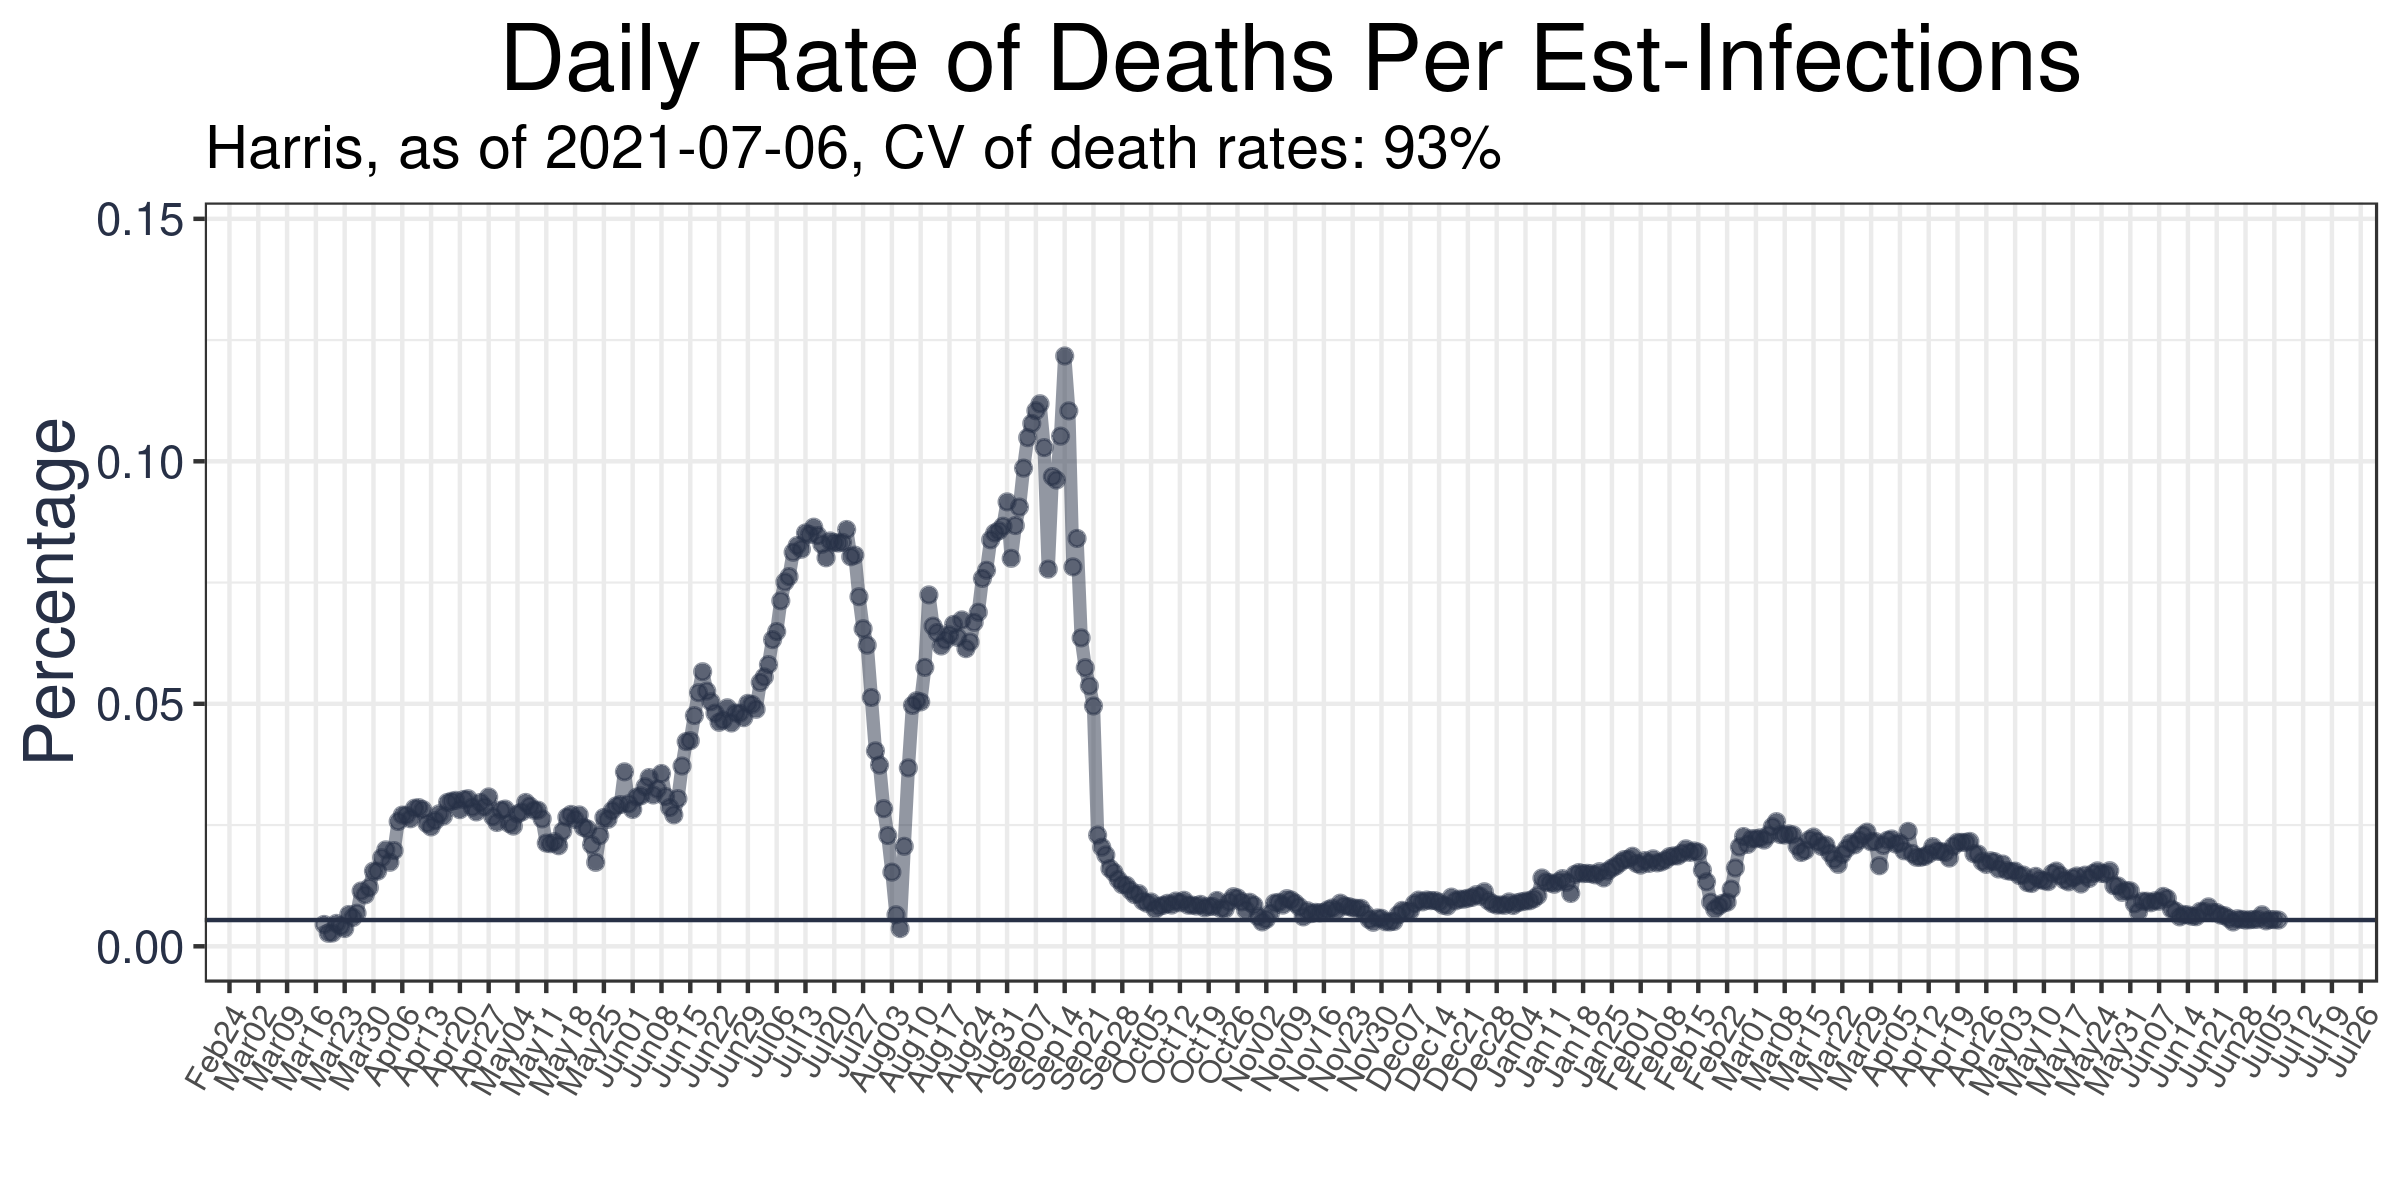 Daily Rate of Deaths Per Est-Infections
Harris, as of 2021-07-06, CV of death rates: 93%
Percentage
0.15
0.10
0.05
0.00
Feb24
Mar02
Mar09
Mar16
Mar23
Mar30
Apr06
Apr13
Apr20
Apr27
May04
May11
May18
May25
Jun01
Jun08
Jun15
Jun22
Jun29
Jul06
Jul13
Jul20
Jul27
Aug03
Aug10
Aug17
Aug24
Aug31
Sep07
Sep14
Sep21
Sep28
Oct05
Oct12
Oct19
Oct26
Nov02
Nov09
Nov16
Nov23
Nov30
Dec07
Dec14
Dec21
Dec28
Jan04
Jan11
Jan18
Jan25
Feb01
Feb08
Feb15
Feb22
Mar01
Mar08
Mar15
Mar22
Mar29
Apr05
Apr12
Apr19
Apr26
May03
May10
May17
May24
May31
Jun07
Jun14
Jun21
Jun28
Jul05
Jul12
Jul19
Jul26